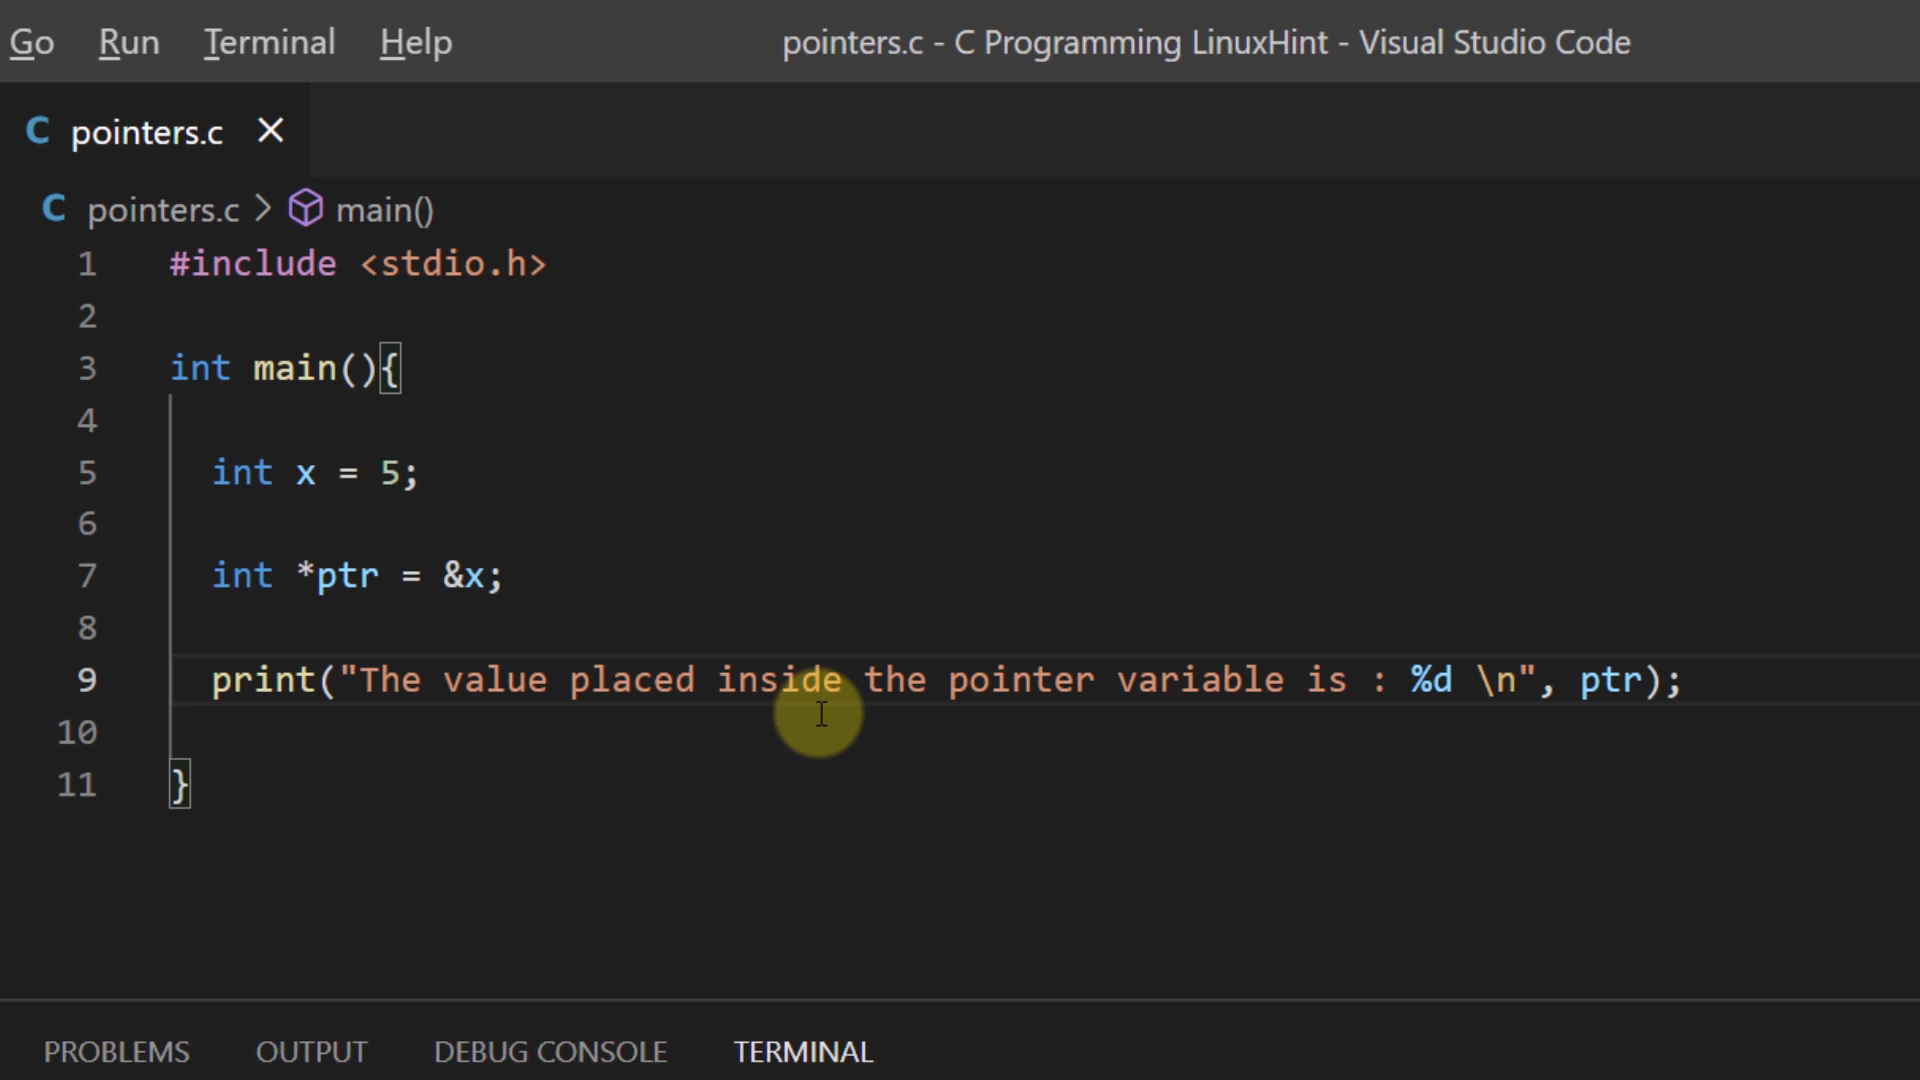 Go Run Terminal Help pointers.c - C Programming LinuxHint - Visual Studio Code
C pointers.c ×
C pointers.c > main()
1 #include <stdio.h>
2
3 int main(){
4
5 int x = 5;
6
7 int *ptr = &x;
8
9 print("The value placed inside the pointer variable is : %d \n", ptr);
10
11 }
PROBLEMS OUTPUT DEBUG CONSOLE TERMINAL